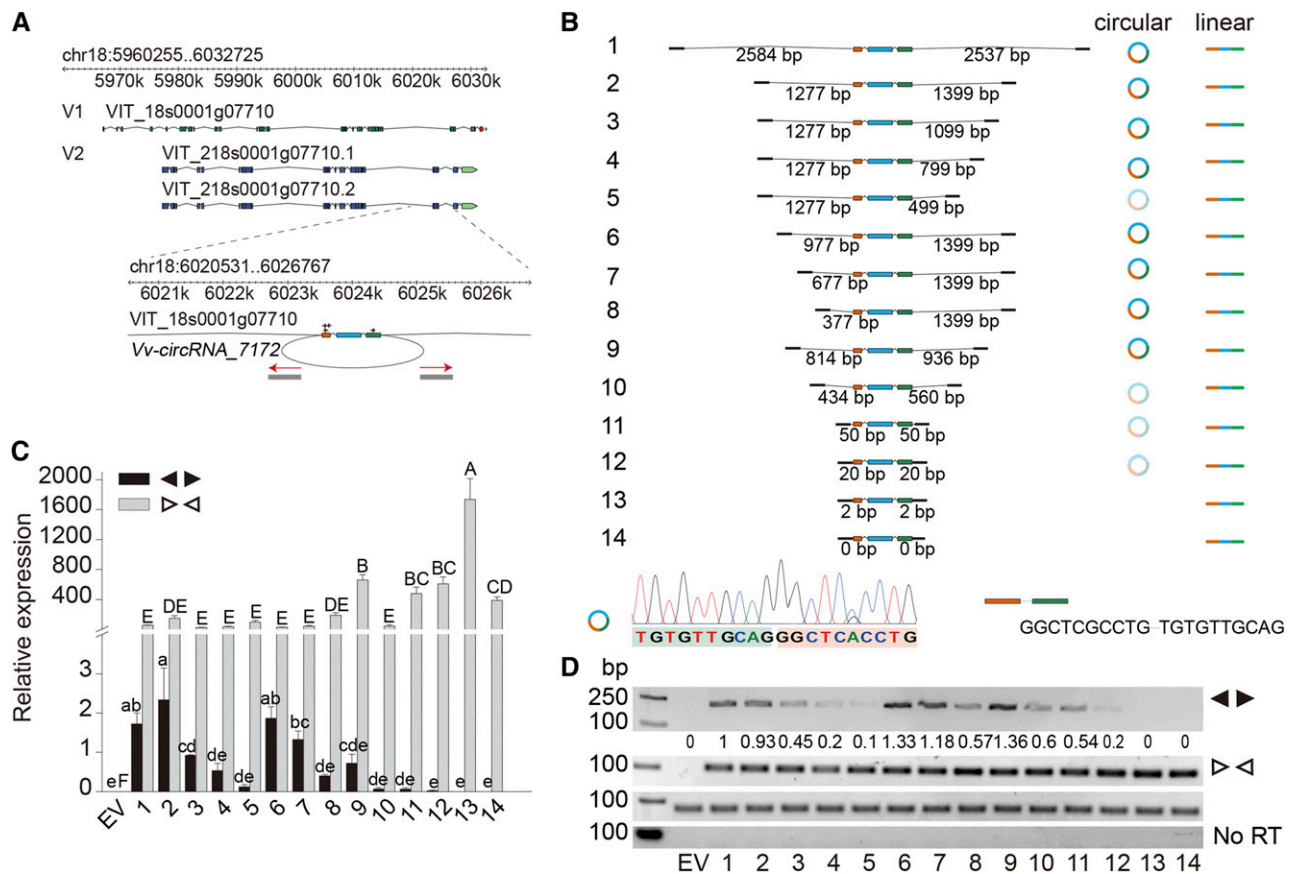 A
chr18:5960255..6032725
5970k 5980k 5990k 6000k 6010k 6020k 6030k
V1 VIT_18s0001g07710
V2 VIT_218s0001g07710.1
VIT_218s0001g07710.2
chr18:6020531..6026767
6021k 6022k 6023k 6024k 6025k 6026k
VIT_18s0001g07710
Vv-circRNA_7172
B
circular linear
1 2584 bp 2537 bp
2 1277 bp 1399 bp
3 1277 bp 1099 bp
4 1277 bp 799 bp
5 1277 bp 499 bp
6 977 bp 1399 bp
7 677 bp 1399 bp
8 377 bp 1399 bp
9 814 bp 936 bp
10 434 bp 560 bp
11 50 bp 50 bp
12 20 bp 20 bp
13 2 bp 2 bp
14 0 bp 0 bp
TGTGTTGCAGGGCTCACCTG
GGCTCGCCTG TGTGTTGCAG
C
Relative expression
2000
1600
1200
800
400
3
2
1
0
E DE E E E E E DE B E BC BC A CD
e F ab a cd de de ab bc de cde de de e e e
EV 1 2 3 4 5 6 7 8 9 10 11 12 13 14
D
bp
250
100
0 1 0.93 0.45 0.2 0.1 1.33 1.18 0.57 1.36 0.6 0.54 0.2 0 0
100
100
100 No RT
EV 1 2 3 4 5 6 7 8 9 10 11 12 13 14